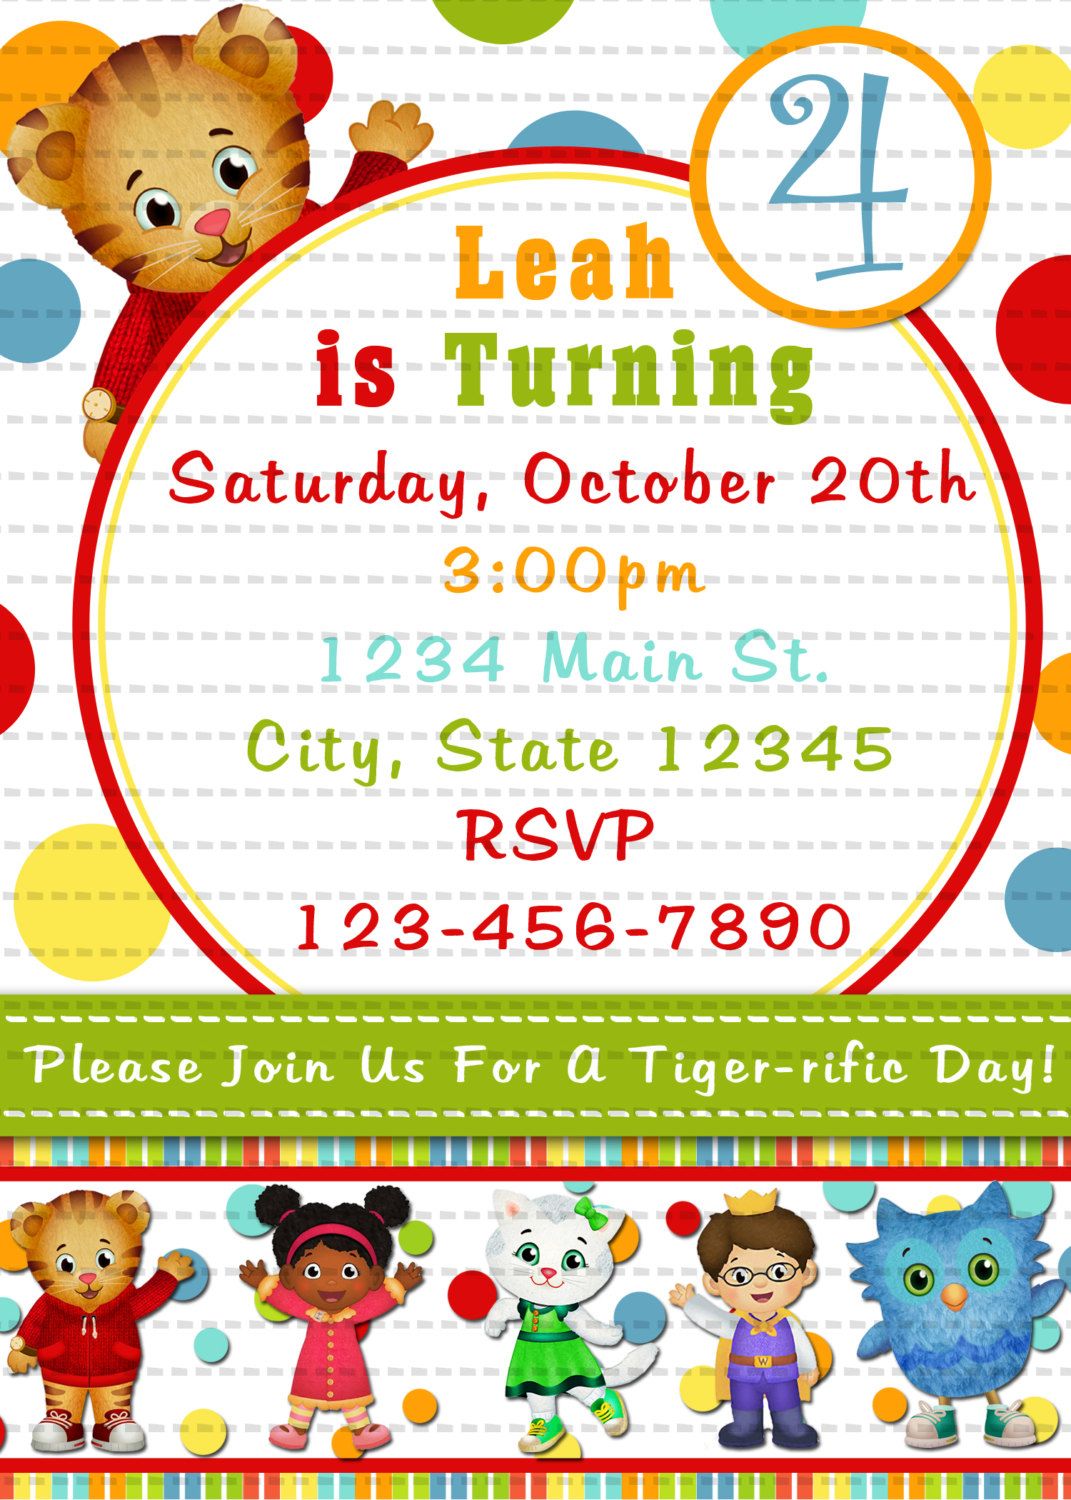 4
Leah
is Turning
Saturday, October 20th
3:00pm
1234 Main St.
City, State 12345
RSVP
123-456-7890
Please Join Us For A Tiger-rific Day!
W